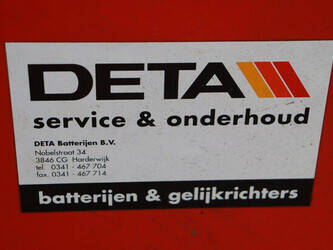 DETA
service & onderhoud
DETA Batterijen B.V.
Nobelstraat 34
3846 CG Harderwijk
tel. 0341 - 467 704
fax. 0341 - 467 714
batterijen & gelijkrichters